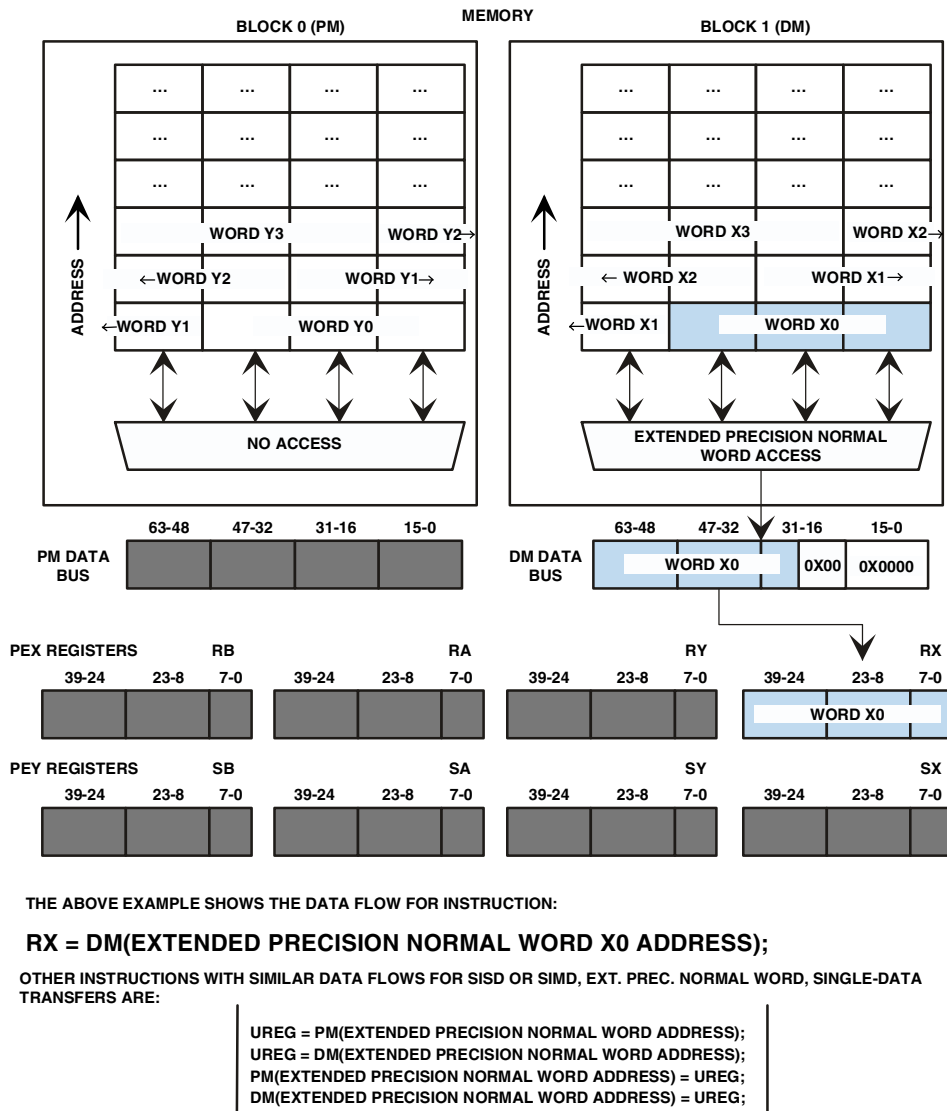 MEMORY
BLOCK 0 (PM) BLOCK 1 (DM)
... ... ... ... ... ... ... ...
... ... ... ... ... ... ... ...
... ... ... ... ... ... ... ...
WORD Y3 WORD Y2→ WORD X3 WORD X2→
←WORD Y2 WORD Y1→ ← WORD X2 WORD X1→
←WORD Y1 WORD Y0 ←WORD X1 WORD X0
ADDRESS ADDRESS
NO ACCESS EXTENDED PRECISION NORMAL
WORD ACCESS
63-48 47-32 31-16 15-0 63-48 47-32 31-16 15-0
PM DATA
BUS
DM DATA
BUS
WORD X0 0X00 0X0000
PEX REGISTERS RB RA RY RX
39-24 23-8 7-0 39-24 23-8 7-0 39-24 23-8 7-0 39-24 23-8 7-0
WORD X0
PEY REGISTERS SB SA SY SX
39-24 23-8 7-0 39-24 23-8 7-0 39-24 23-8 7-0 39-24 23-8 7-0
THE ABOVE EXAMPLE SHOWS THE DATA FLOW FOR INSTRUCTION:
RX = DM(EXTENDED PRECISION NORMAL WORD X0 ADDRESS);
OTHER INSTRUCTIONS WITH SIMILAR DATA FLOWS FOR SISD OR SIMD, EXT. PREC. NORMAL WORD, SINGLE-DATA
TRANSFERS ARE:
UREG = PM(EXTENDED PRECISION NORMAL WORD ADDRESS);
UREG = DM(EXTENDED PRECISION NORMAL WORD ADDRESS);
PM(EXTENDED PRECISION NORMAL WORD ADDRESS) = UREG;
DM(EXTENDED PRECISION NORMAL WORD ADDRESS) = UREG;